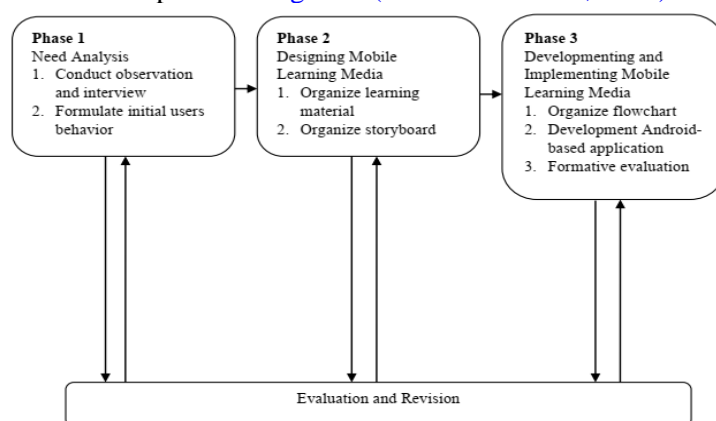 Phase 1
Need Analysis
1. Conduct observation
and interview
2. Formulate initial users
behavior
Phase 2
Designing Mobile
Learning Media
1. Organize learning
material
2. Organize storyboard
Phase 3
Developmenting and
Implementing Mobile
Learning Media
1. Organize flowchart
2. Development Android-
based application
3. Formative evaluation
Evaluation and Revision